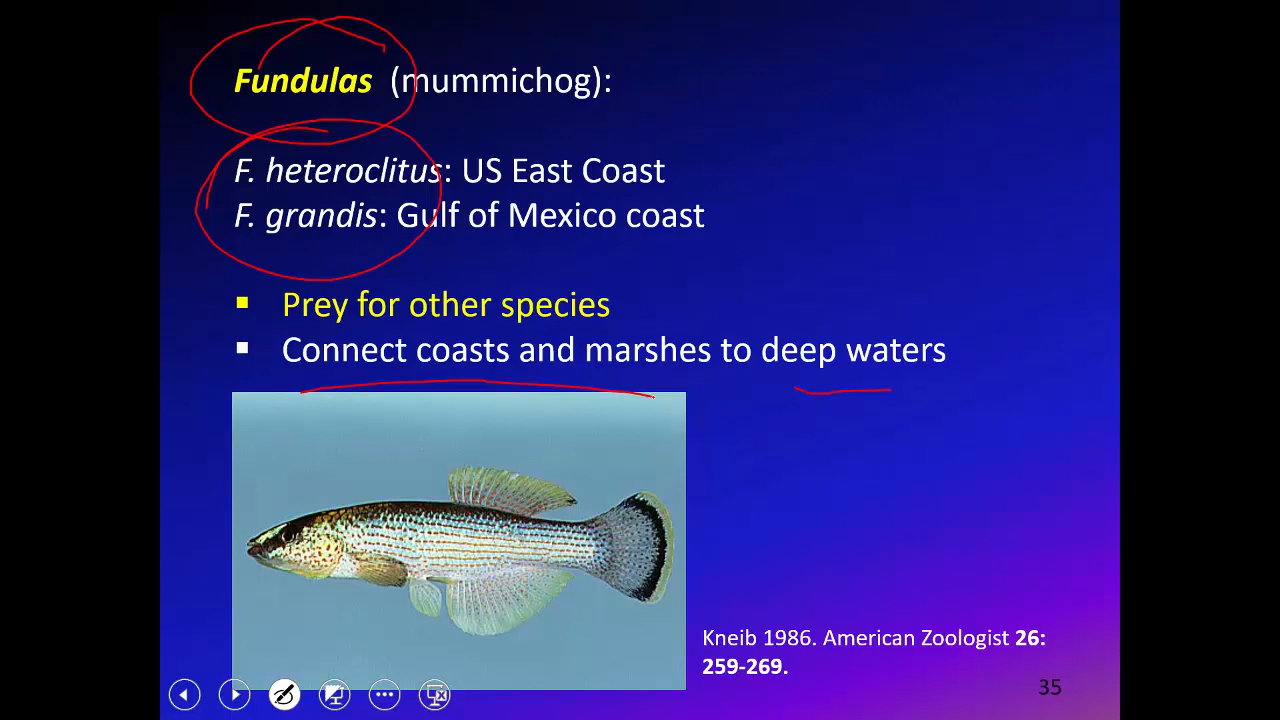 Fundulas (mummichog):
F. heteroclitus: US East Coast
F. grandis: Gulf of Mexico coast
▪ Prey for other species
▪ Connect coasts and marshes to deep waters
Kneib 1986. American Zoologist 26:
259-269.
35